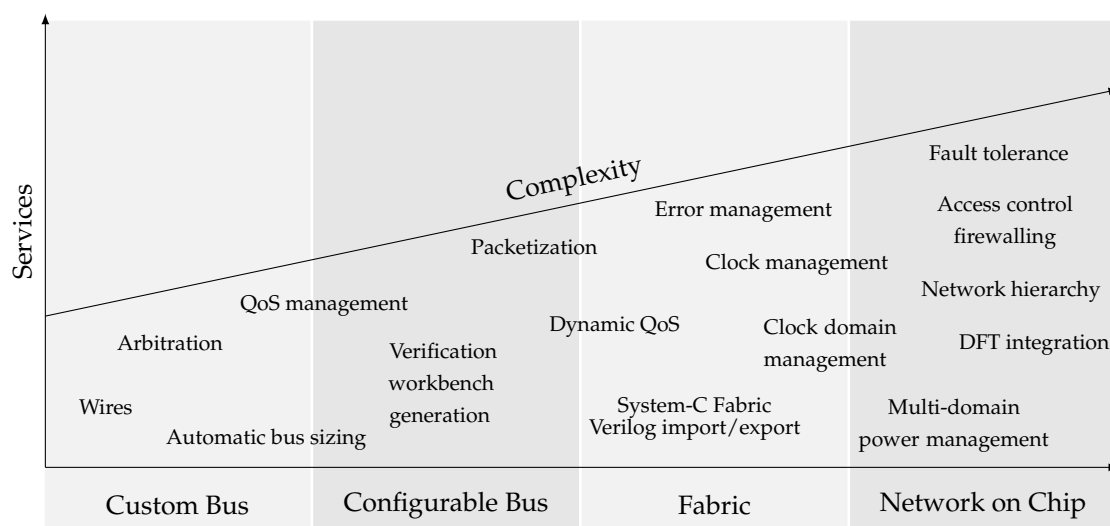 Services
Complexity
Fault tolerance
Error management
Access control
firewalling
Packetization
Clock management
Network hierarchy
QoS management
Dynamic QoS
Clock domain
management
DFT integration
Arbitration
Verification
workbench
generation
Wires
System-C Fabric
Verilog import/export
Multi-domain
power management
Automatic bus sizing
Custom Bus
Configurable Bus
Fabric
Network on Chip